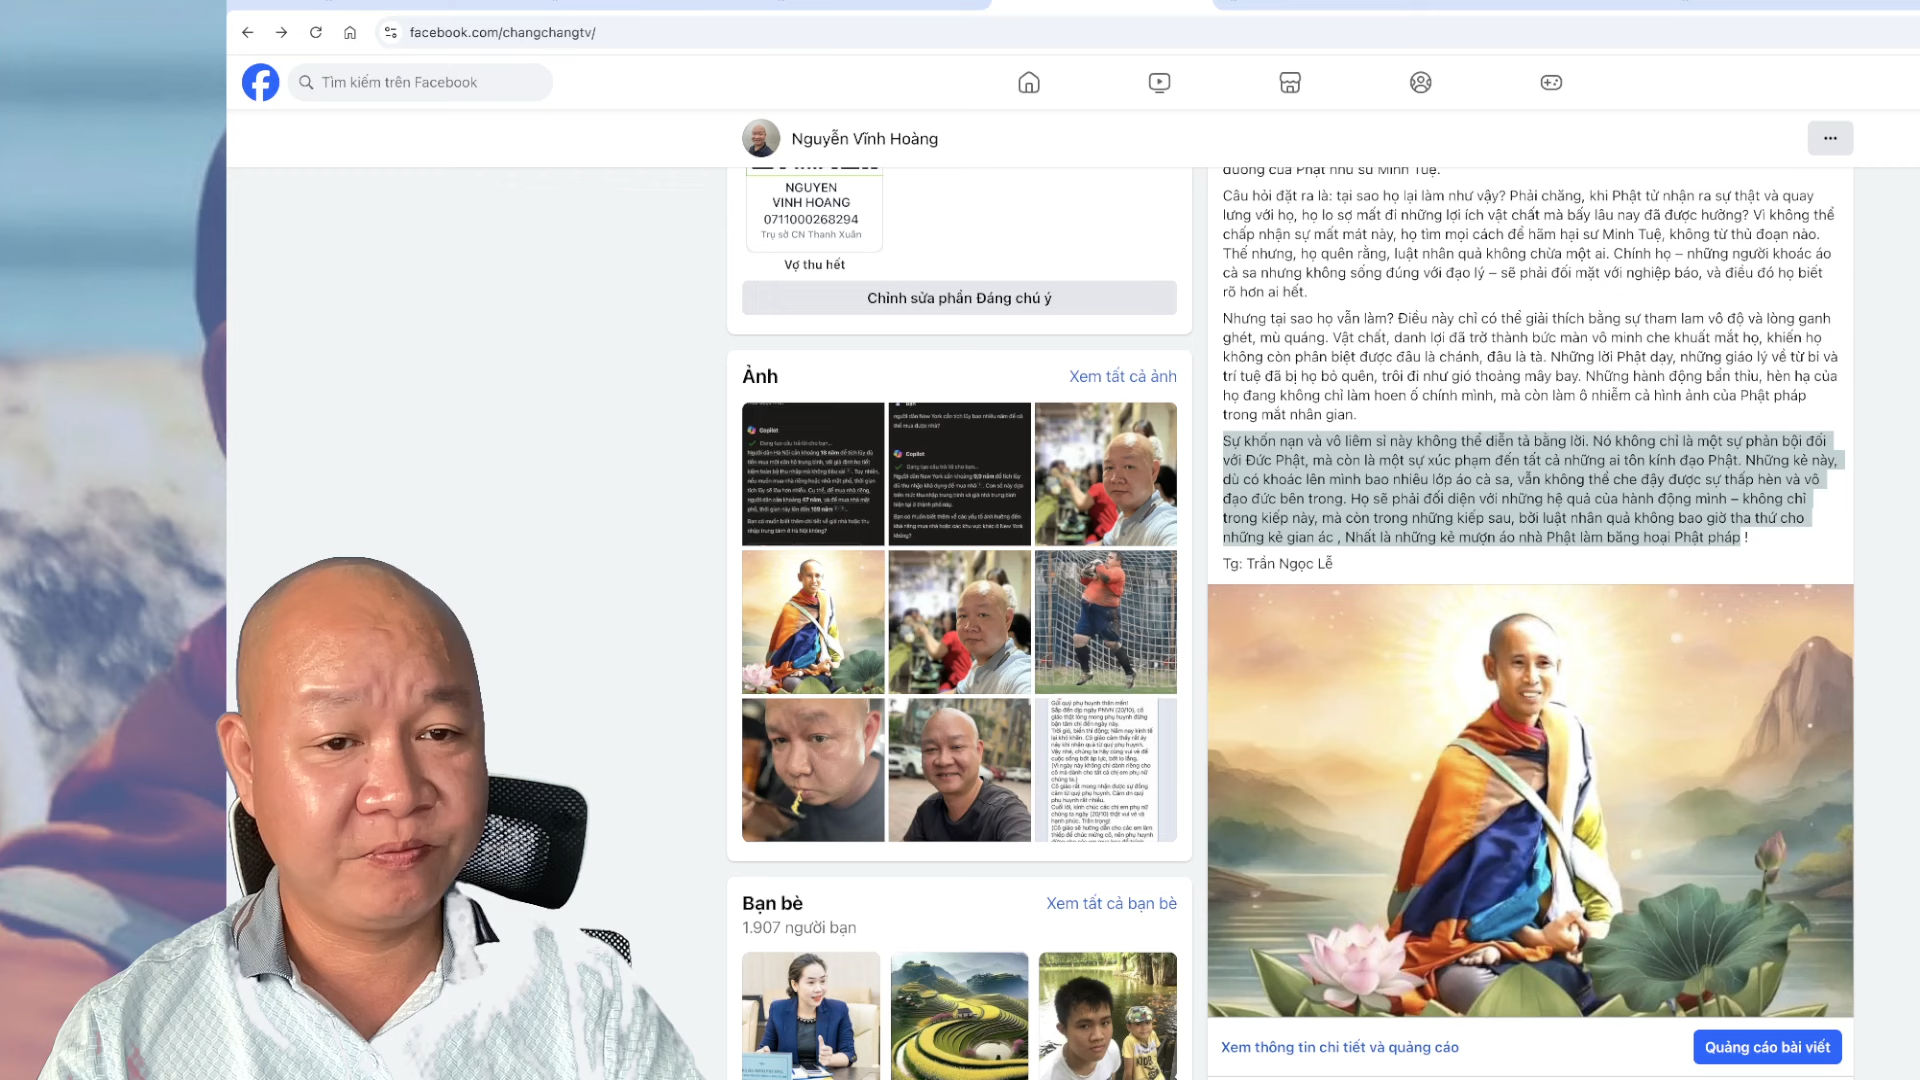 facebook.com/changchangtv/
Tìm kiếm trên Facebook
Nguyễn Vĩnh Hoàng
NGUYEN
VINH HOANG
0711000268294
Trụ sở CN Thanh Xuân
Vợ thu hết
Chỉnh sửa phần Đáng chú ý
Ảnh
Xem tất cả ảnh
Copilot
Đang tạo câu trả lời cho bạn...
Copilot
Bạn bè
Xem tất cả bạn bè
1.907 người bạn
dưỡng của Phật như sư Minh Tuệ.
Câu hỏi đặt ra là: tại sao họ lại làm như vậy? Phải chăng, khi Phật tử nhận ra sự thật và quay
lưng với họ, họ lo sợ mất đi những lợi ích vật chất mà bấy lâu nay đã được hưởng? Vì không thể
chấp nhận sự mất mát này, họ tìm mọi cách để hãm hại sư Minh Tuệ, không từ thủ đoạn nào.
Thế nhưng, họ quên rằng, luật nhân quả không chừa một ai. Chính họ – những người khoác áo
cà sa nhưng không sống đúng với đạo lý – sẽ phải đối mặt với nghiệp báo, và điều đó họ biết
rõ hơn ai hết.
Nhưng tại sao họ vẫn làm? Điều này chỉ có thể giải thích bằng sự tham lam vô độ và lòng ganh
ghét, mù quáng. Vật chất, danh lợi đã trở thành bức màn vô minh che khuất mắt họ, khiến họ
không còn phân biệt được đâu là chánh, đâu là tà. Những lời Phật dạy, những giáo lý về từ bi và
trí tuệ đã bị họ bỏ quên, trôi đi như gió thoảng mây bay. Những hành động bẩn thỉu, hèn hạ của
họ đang không chỉ làm hoen ố chính mình, mà còn làm ô nhiễm cả hình ảnh của Phật pháp
trong mắt nhân gian.
Sự khốn nạn và vô liêm sỉ này không thể diễn tả bằng lời. Nó không chỉ là một sự phản bội đối
với Đức Phật, mà còn là một sự xúc phạm đến tất cả những ai tôn kính đạo Phật. Những kẻ này,
dù có khoác lên mình bao nhiêu lớp áo cà sa, vẫn không thể che đậy được sự thấp hèn và vô
đạo đức bên trong. Họ sẽ phải đối diện với những hệ quả của hành động mình – không chỉ
trong kiếp này, mà còn trong những kiếp sau, bởi luật nhân quả không bao giờ tha thứ cho
những kẻ gian ác , Nhất là những kẻ mượn áo nhà Phật làm băng hoại Phật pháp !
Tg: Trần Ngọc Lễ
Xem thông tin chi tiết và quảng cáo
Quảng cáo bài viết